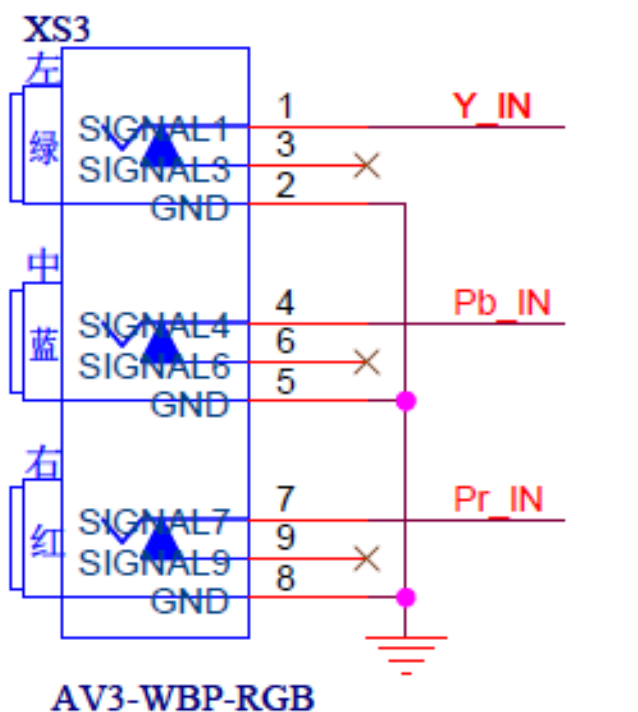 XS3
左
绿
SIGNAL1 1 Y_IN
SIGNAL3 3
GND 2
中
蓝
SIGNAL4 4 Pb_IN
SIGNAL6 6
GND 5
右
红
SIGNAL7 7 Pr_IN
SIGNAL9 9
GND 8
AV3-WBP-RGB